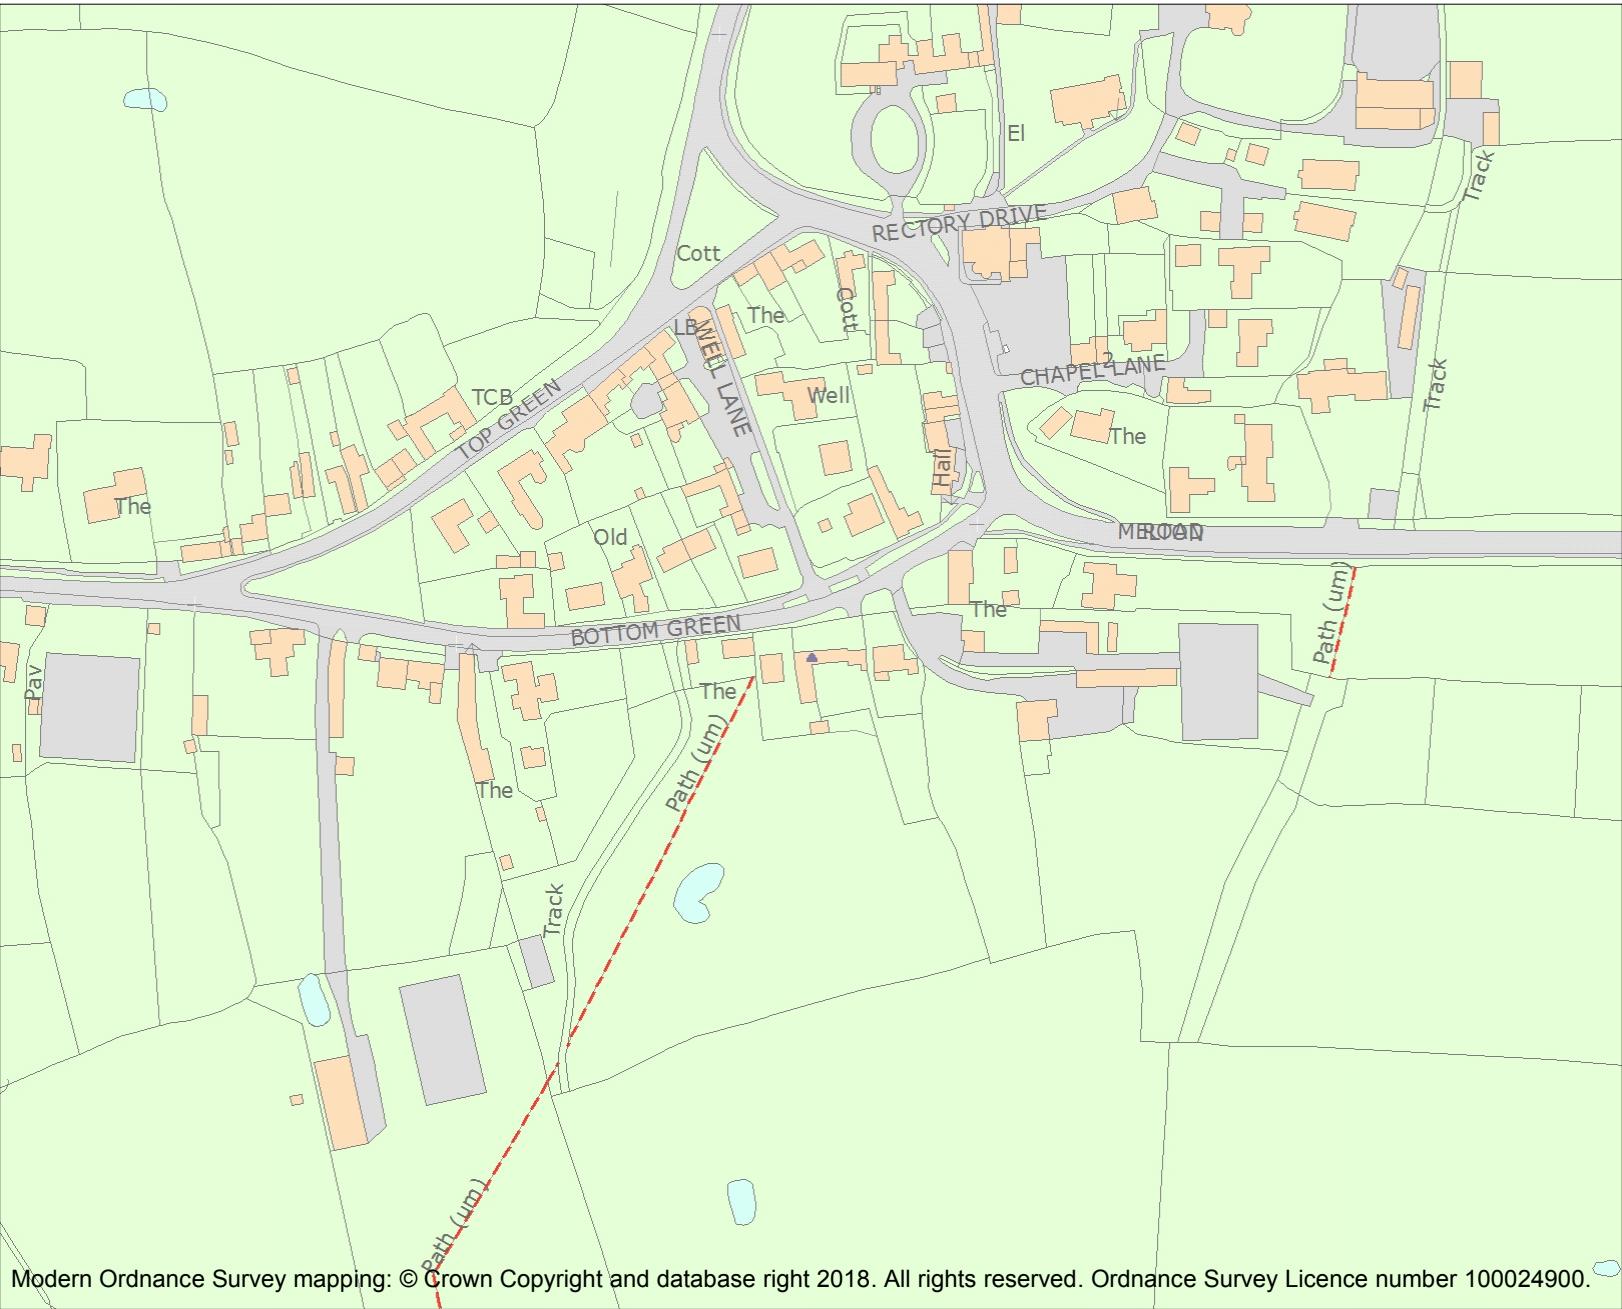 El
Track
RECTORY DRIVE
Cott
The
Cott
LB
WELL LANE
2
CHAPEL LANE
Track
TCB
TOP GREEN
Well
The
Hall
The
Old
MELTON
ROAD
Path (um)
The
BOTTOM GREEN
Pav
The
Path (um)
The
Track
Path (um)
Modern Ordnance Survey mapping: © Crown Copyright and database right 2018. All rights reserved. Ordnance Survey Licence number 100024900.